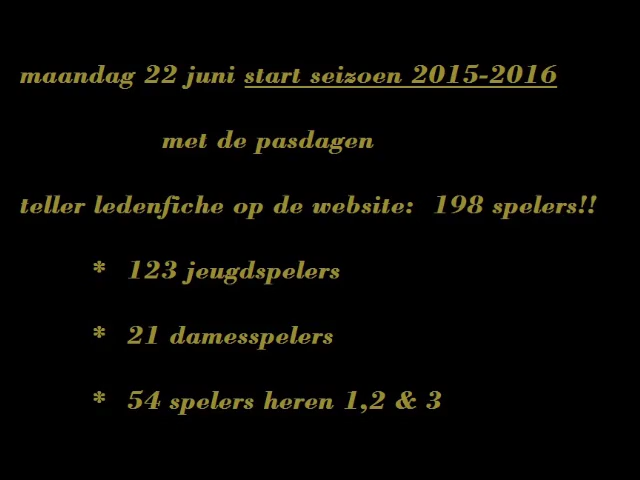 maandag 22 juni start seizoen 2015-2016
met de pasdagen
teller ledenfiche op de website: 198 spelers!!
* 123 jeugdspelers
* 21 damesspelers
* 54 spelers heren 1,2 & 3